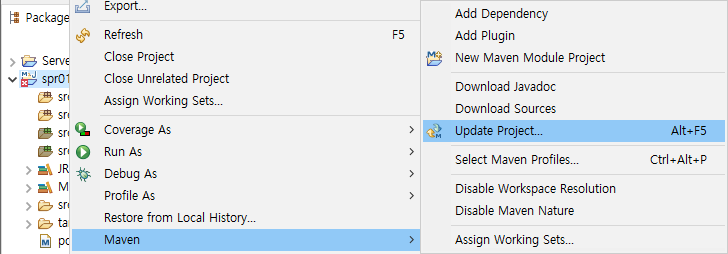 Package
Serve
spr01
src
src
src
src
JR
M
src
tar
po
Export...
Refresh F5
Close Project
Close Unrelated Project
Assign Working Sets...
Coverage As
Run As
Debug As
Profile As
Restore from Local History...
Maven
Add Dependency
Add Plugin
New Maven Module Project
Download Javadoc
Download Sources
Update Project... Alt+F5
Select Maven Profiles... Ctrl+Alt+P
Disable Workspace Resolution
Disable Maven Nature
Assign Working Sets...